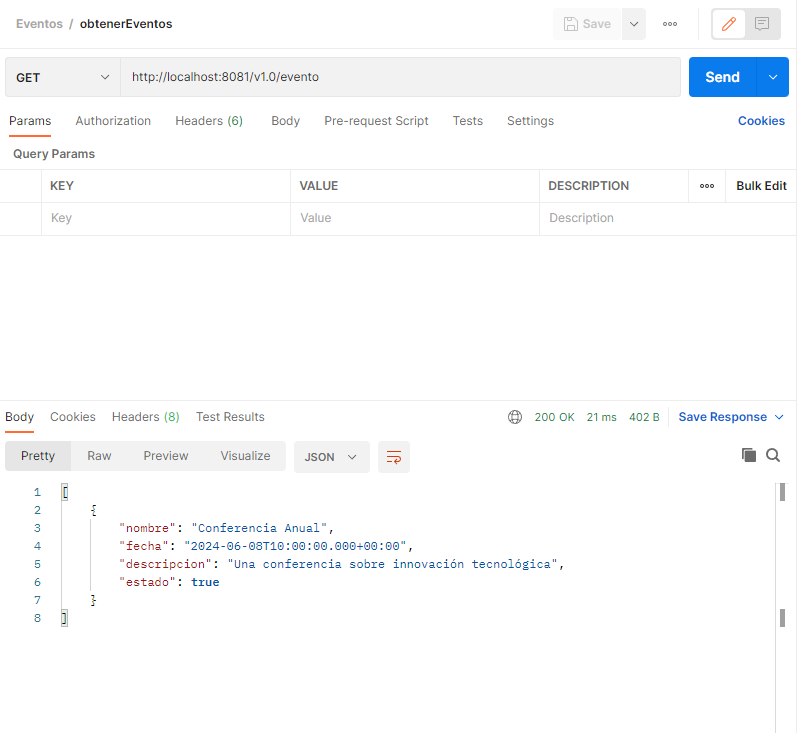 Eventos / obtenerEventos Save
GET http://localhost:8081/v1.0/evento Send
Params Authorization Headers (6) Body Pre-request Script Tests Settings Cookies
Query Params
KEY VALUE DESCRIPTION Bulk Edit
Key Value Description
Body Cookies Headers (8) Test Results 200 OK 21 ms 402 B Save Response
Pretty Raw Preview Visualize JSON
1 [
2 {
3 "nombre": "Conferencia Anual",
4 "fecha": "2024-06-08T10:00:00.000+00:00",
5 "descripcion": "Una conferencia sobre innovación tecnológica",
6 "estado": true
7 }
8 ]